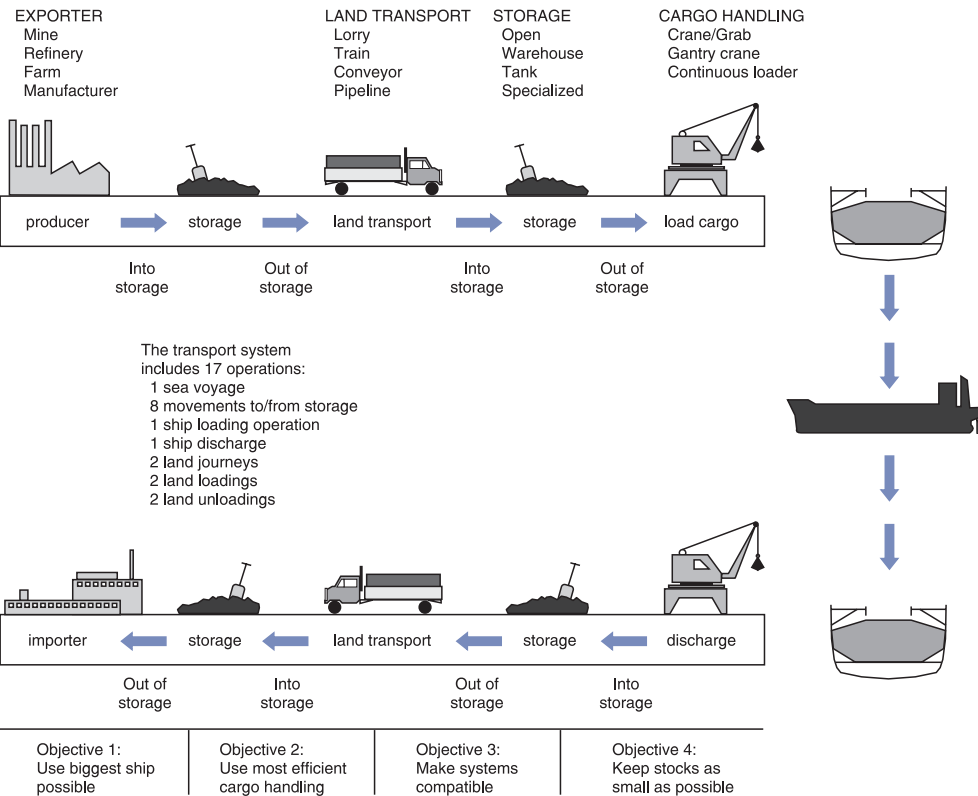 EXPORTER
Mine
Refinery
Farm
Manufacturer
LAND TRANSPORT
Lorry
Train
Conveyor
Pipeline
STORAGE
Open
Warehouse
Tank
Specialized
CARGO HANDLING
Crane/Grab
Gantry crane
Continuous loader
producer
storage
land transport
storage
load cargo
Into
storage
Out of
storage
Into
storage
Out of
storage
The transport system
includes 17 operations:
1 sea voyage
8 movements to/from storage
1 ship loading operation
1 ship discharge
2 land journeys
2 land loadings
2 land unloadings
importer
storage
land transport
storage
discharge
Out of
storage
Into
storage
Out of
storage
Into
storage
Objective 1:
Use biggest ship
possible
Objective 2:
Use most efficient
cargo handling
Objective 3:
Make systems
compatible
Objective 4:
Keep stocks as
small as possible